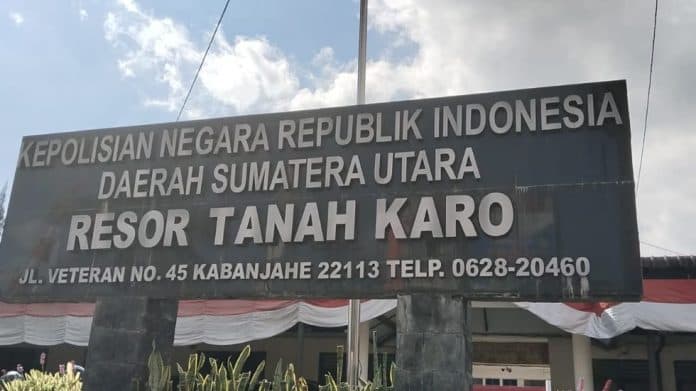 KEPOLISIAN NEGARA REPUBLIK INDONESIA
DAERAH SUMATERA UTARA
RESOR TANAH KARO
JL. VETERAN NO. 45 KABANJAHE 22113 TELP. 0628-20460